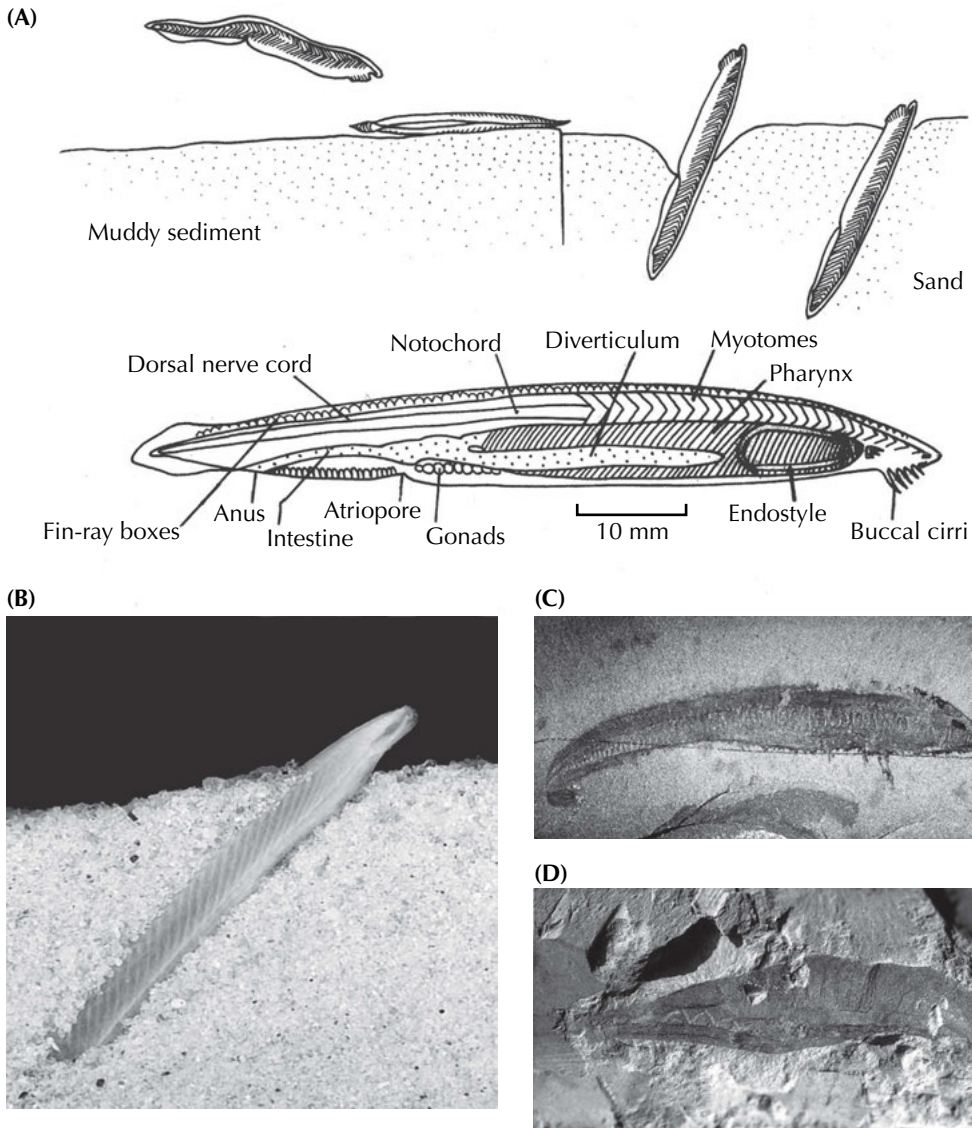 (A)
Muddy sediment
Sand
Notochord
Diverticulum
Myotomes
Dorsal nerve cord
Pharynx
Fin-ray boxes
Anus
Intestine
Atriopore
Gonads
10 mm
Endostyle
Buccal cirri
(B)
(C)
(D)